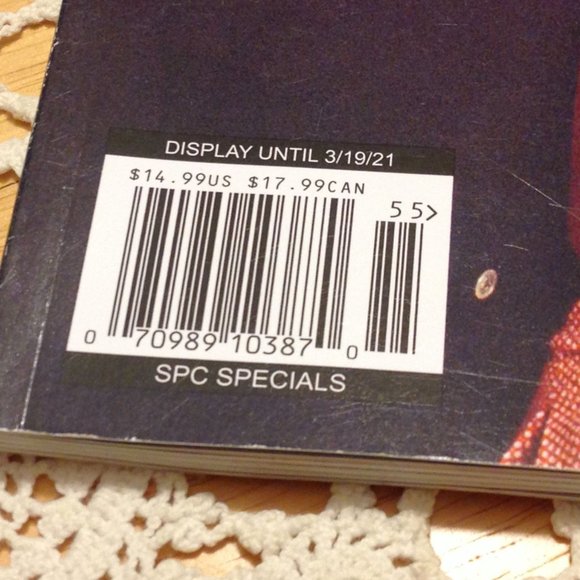 DISPLAY UNTIL 3/19/21
$14.99US $17.99CAN
55>
0 70989 10387 0
SPC SPECIALS